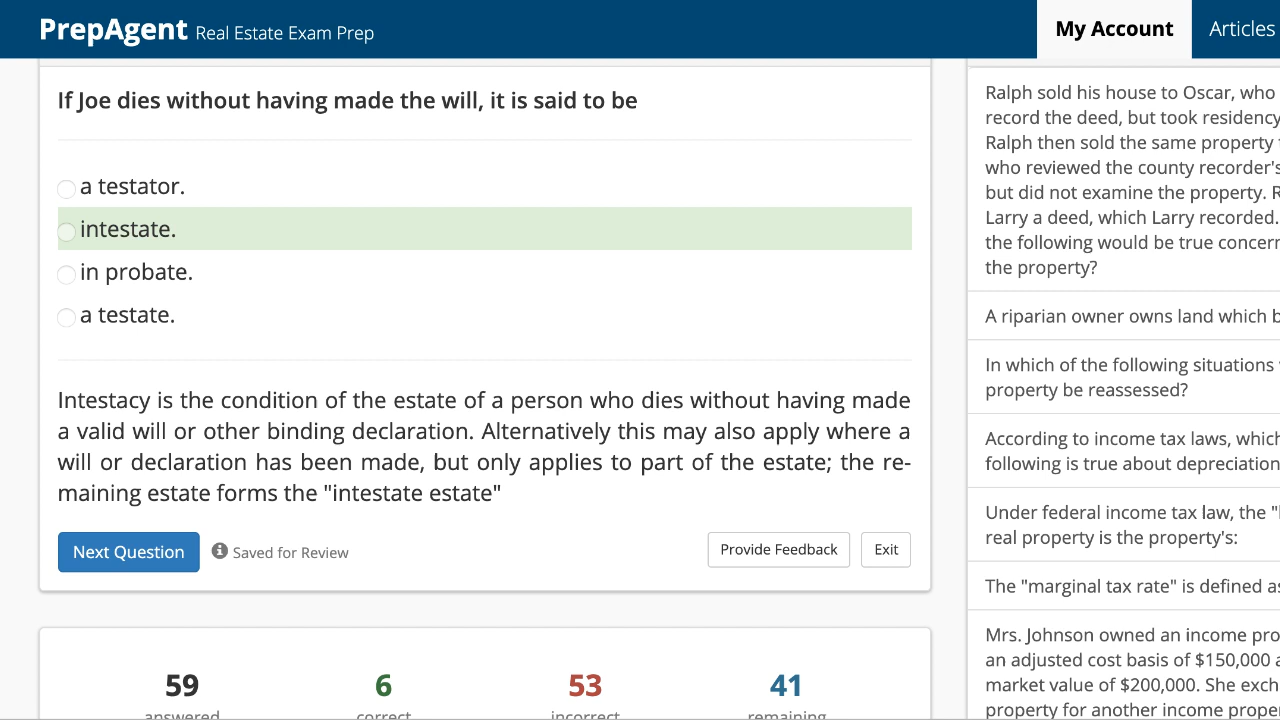 PrepAgent Real Estate Exam Prep
My Account
Articles
If Joe dies without having made the will, it is said to be
a testator.
intestate.
in probate.
a testate.
Intestacy is the condition of the estate of a person who dies without having made
a valid will or other binding declaration. Alternatively this may also apply where a
will or declaration has been made, but only applies to part of the estate; the re-
maining estate forms the "intestate estate"
Next Question
Saved for Review
Provide Feedback
Exit
59
6
53
41
answered
correct
incorrect
remaining
Ralph sold his house to Oscar, who
record the deed, but took residency
Ralph then sold the same property
who reviewed the county recorder's
but did not examine the property. R
Larry a deed, which Larry recorded.
the following would be true concern
the property?
A riparian owner owns land which b
In which of the following situations
property be reassessed?
According to income tax laws, which
following is true about depreciation
Under federal income tax law, the "
real property is the property's:
The "marginal tax rate" is defined as
Mrs. Johnson owned an income pro
an adjusted cost basis of $150,000 a
market value of $200,000. She exch
property for another income proper